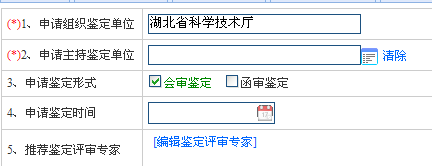 (*)1、申请组织鉴定单位 湖北省科学技术厅
(*)2、申请主持鉴定单位 清除
3、申请鉴定形式 会审鉴定 函审鉴定
4、申请鉴定时间
5、推荐鉴定评审专家 [编辑鉴定评审专家]